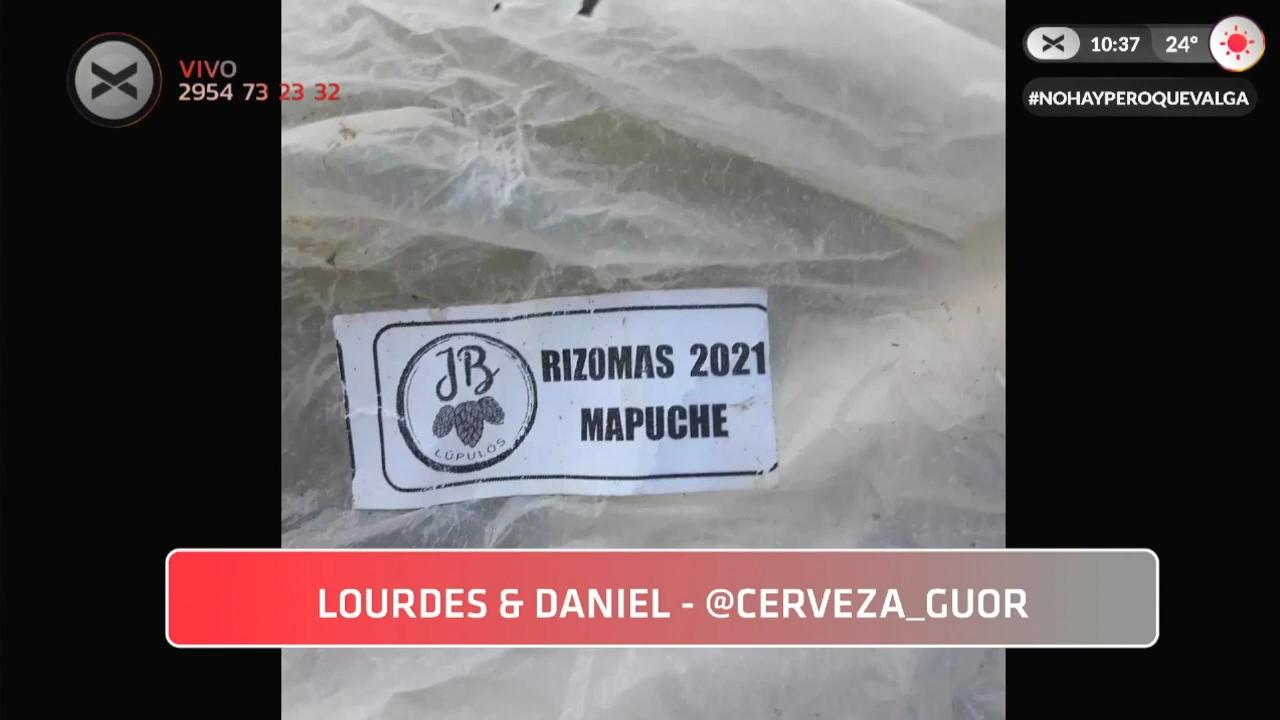 VIVO
2954 73 23 32
10:37 24°
#NOHAYPEROQUEVALGA
JB
LÚPULOS
RIZOMAS 2021
MAPUCHE
LOURDES & DANIEL - @CERVEZA_GUOR